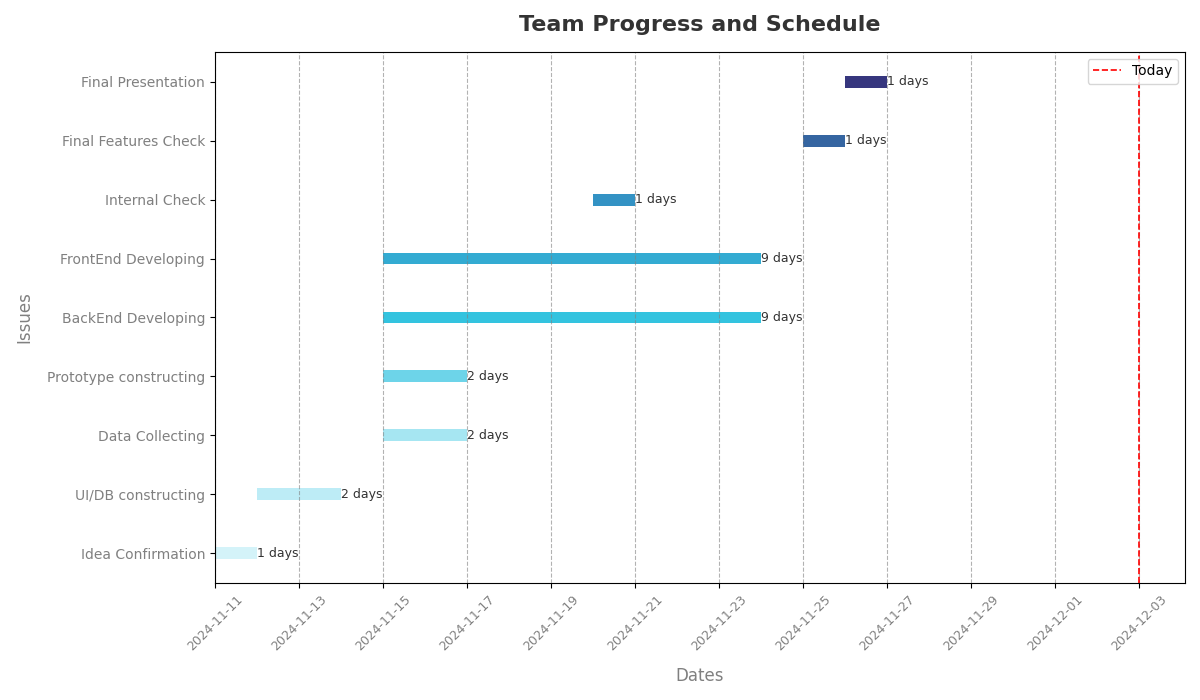 Team Progress and Schedule
Today
Final Presentation
1 days
Final Features Check
1 days
Internal Check
1 days
FrontEnd Developing
9 days
BackEnd Developing
9 days
Prototype constructing
2 days
Data Collecting
2 days
UI/DB constructing
2 days
Idea Confirmation
1 days
Issues
2024-11-11
2024-11-13
2024-11-15
2024-11-17
2024-11-19
2024-11-21
2024-11-23
2024-11-25
2024-11-27
2024-11-29
2024-12-01
2024-12-03
Dates